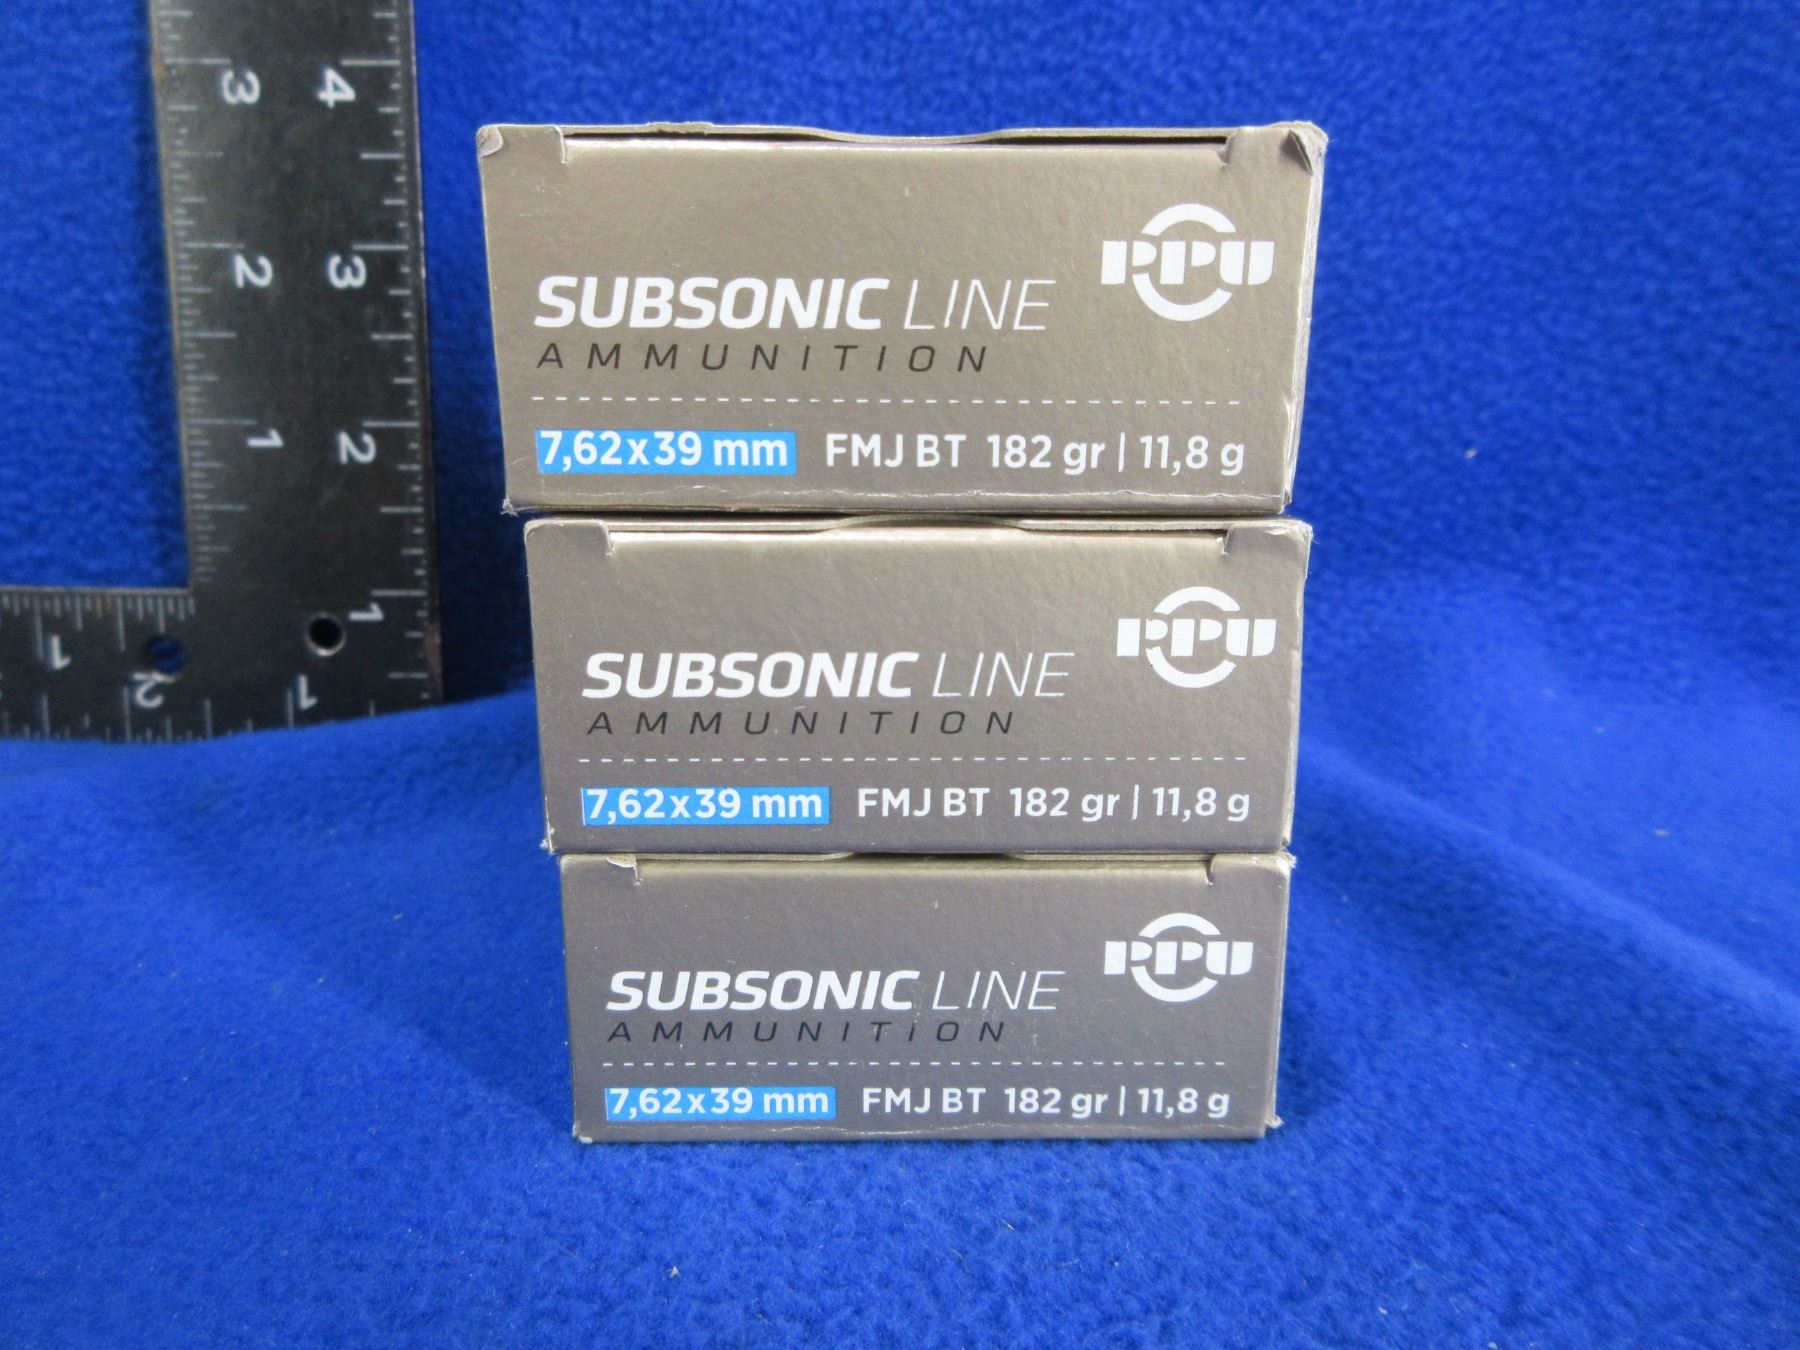 3 4
2 3
1 2
1
1
2 1
PPU
SUBSONIC LINE
AMMUNITION
7,62x39 mm FMJ BT 182 gr | 11,8 g
PPU
SUBSONIC LINE
AMMUNITION
7,62x39 mm FMJ BT 182 gr | 11,8 g
PPU
SUBSONIC LINE
AMMUNITION
7,62x39 mm FMJ BT 182 gr | 11,8 g